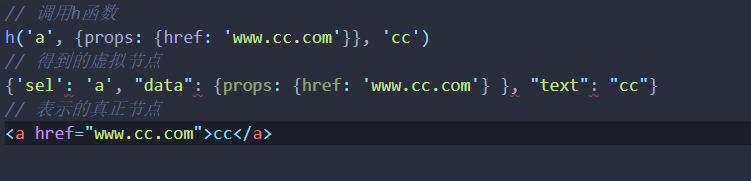 // 调用h函数
h('a', {props: {href: 'www.cc.com'}}, 'cc')
// 得到的虚拟节点
{'sel': 'a', "data": {props: {href: 'www.cc.com'} }, "text": "cc"}
// 表示的真正节点
<a href="www.cc.com">cc</a>